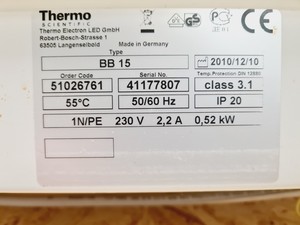 Thermo
SCIENTIFIC
Thermo Electron LED GmbH
Robert-Bosch-Strasse 1
63505 Langenselbold
Made in Germany
Type
BB 15
2010/12/10
Order Code
Serial No.
Temp.Protection DIN 12880
51026761
41177807
class 3.1
55°C
50/60 Hz
IP 20
1N/PE 230 V 2,2 A 0,52 kW